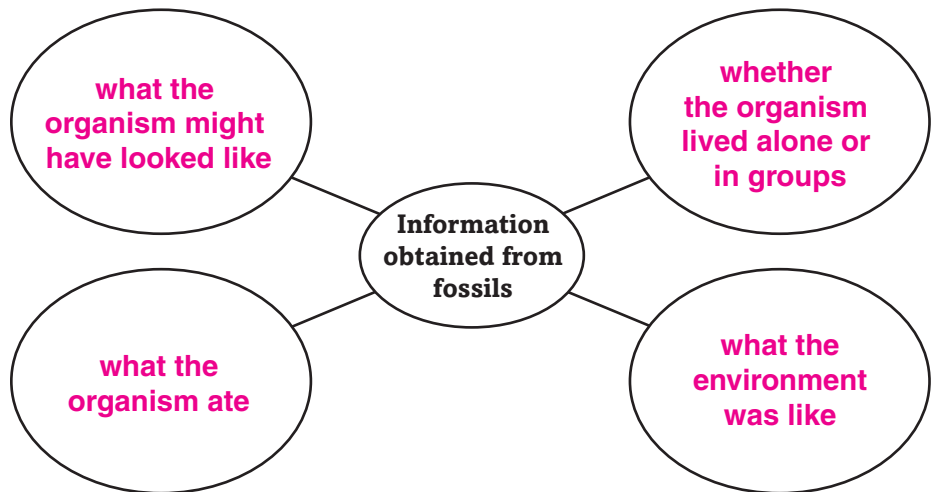 what the
organism might
have looked like
whether
the organism
lived alone or
in groups
Information
obtained from
fossils
what the
organism ate
what the
environment
was like